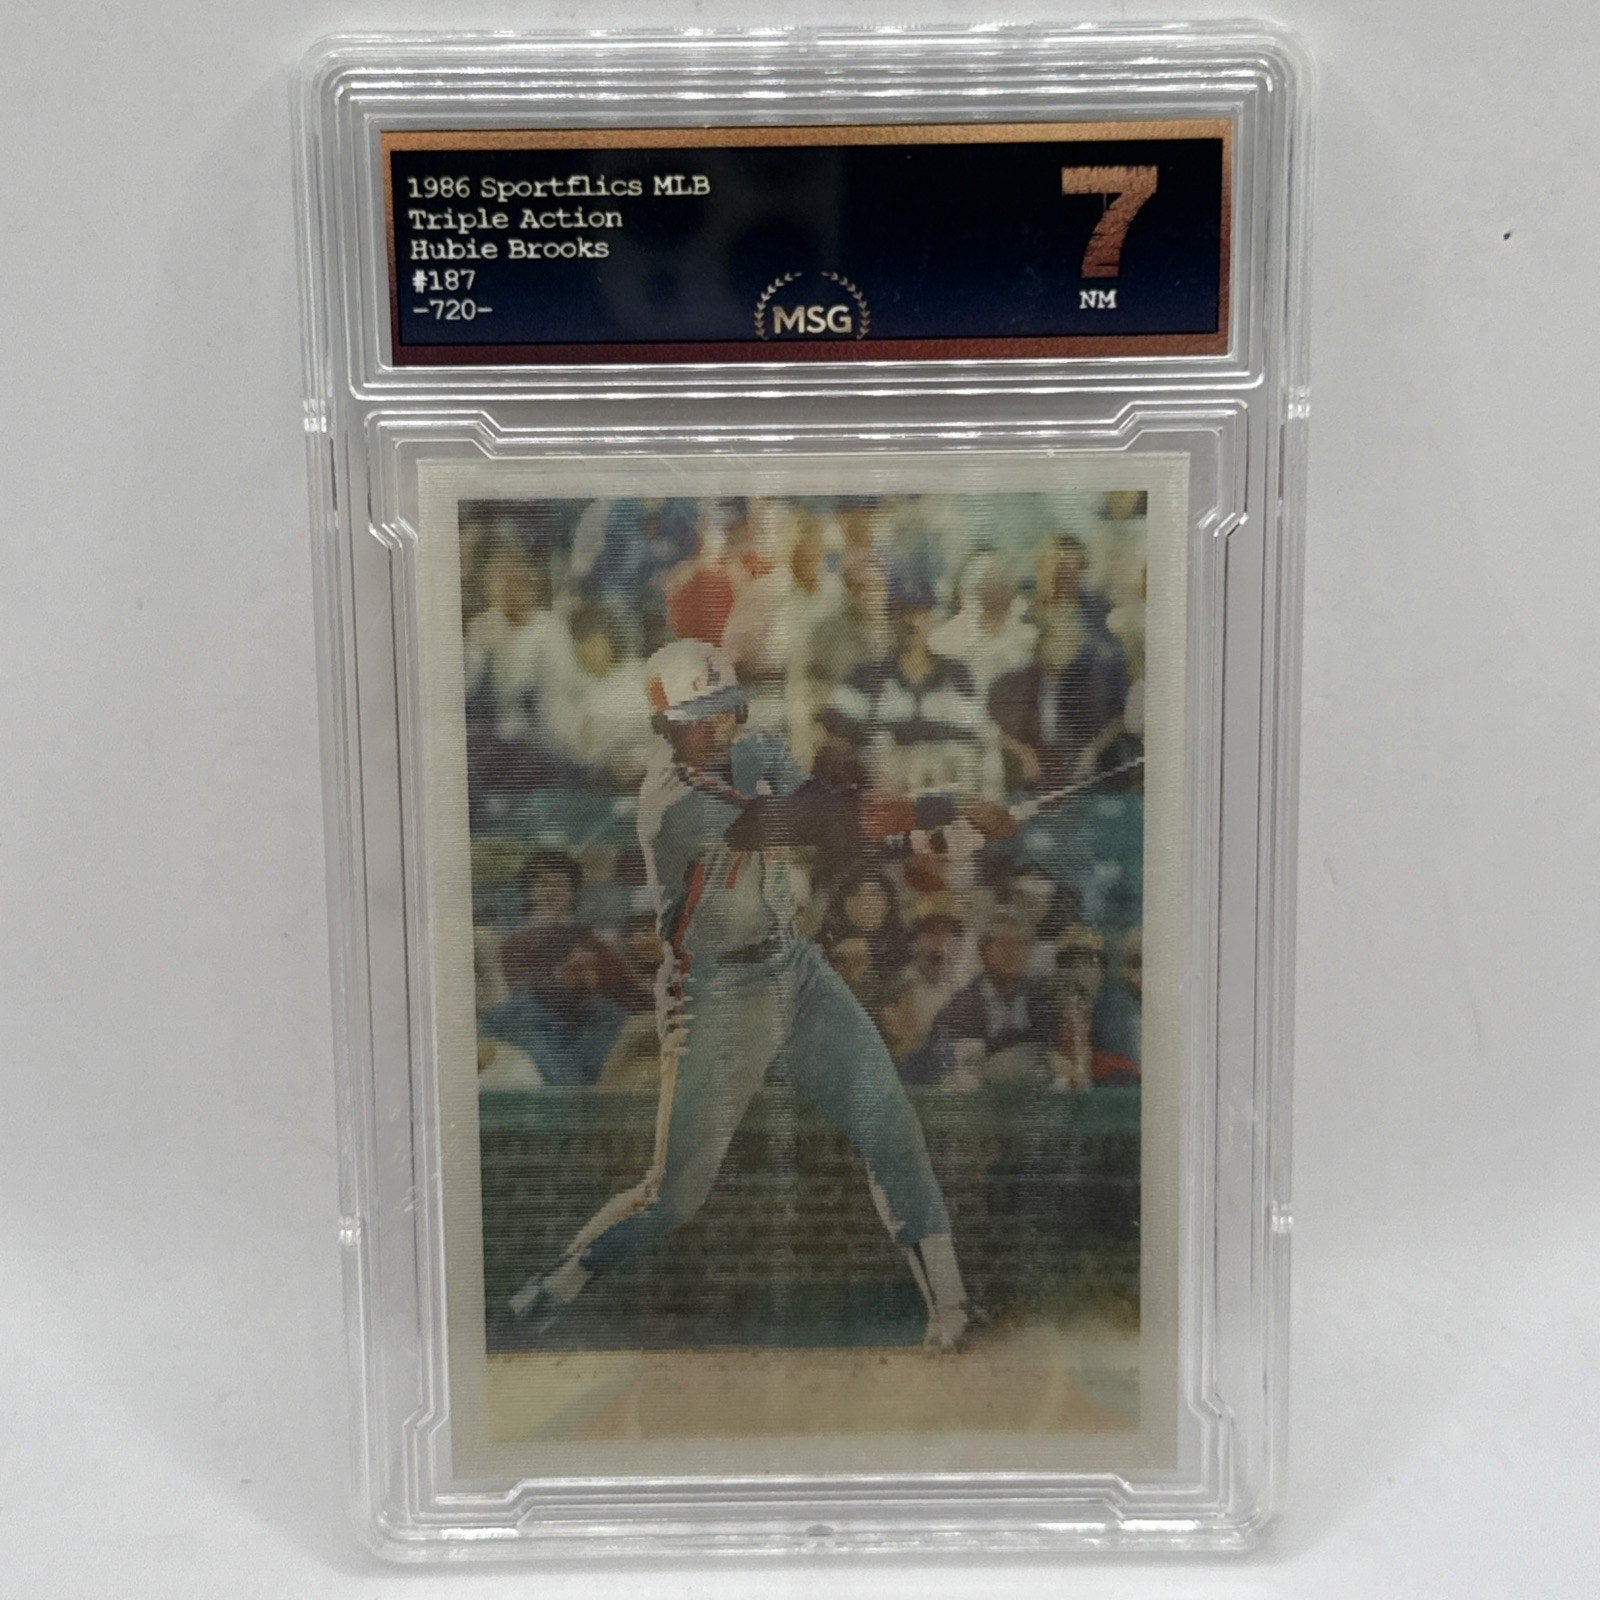 1986 Sportflics MLB
Triple Action
Hubie Brooks
#187
-720-
MSG
7
NM